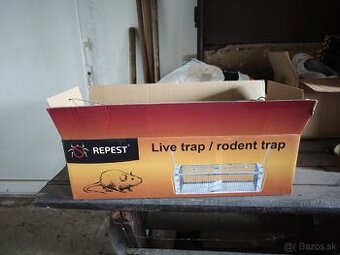 REPEST®
Live trap / rodent trap
Bazos.sk